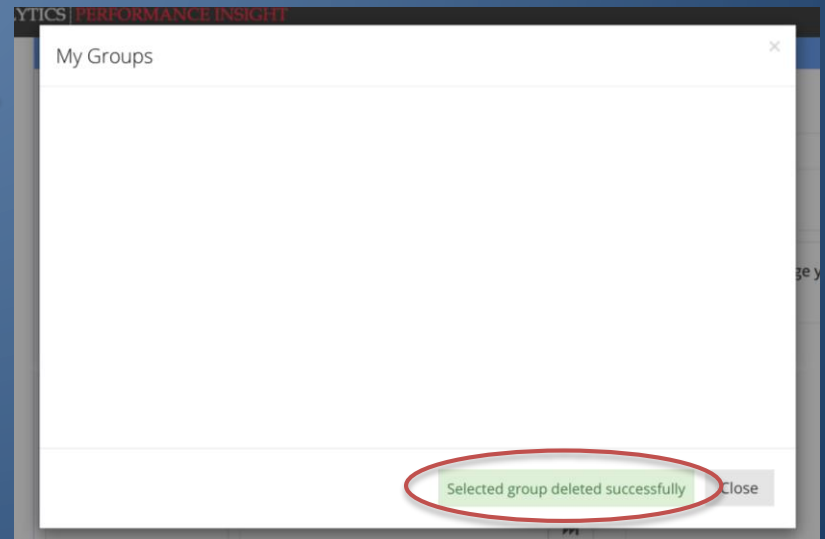 YTICS | PERFORMANCE INSIGHT
My Groups
×
ge y
Selected group deleted successfully
Close